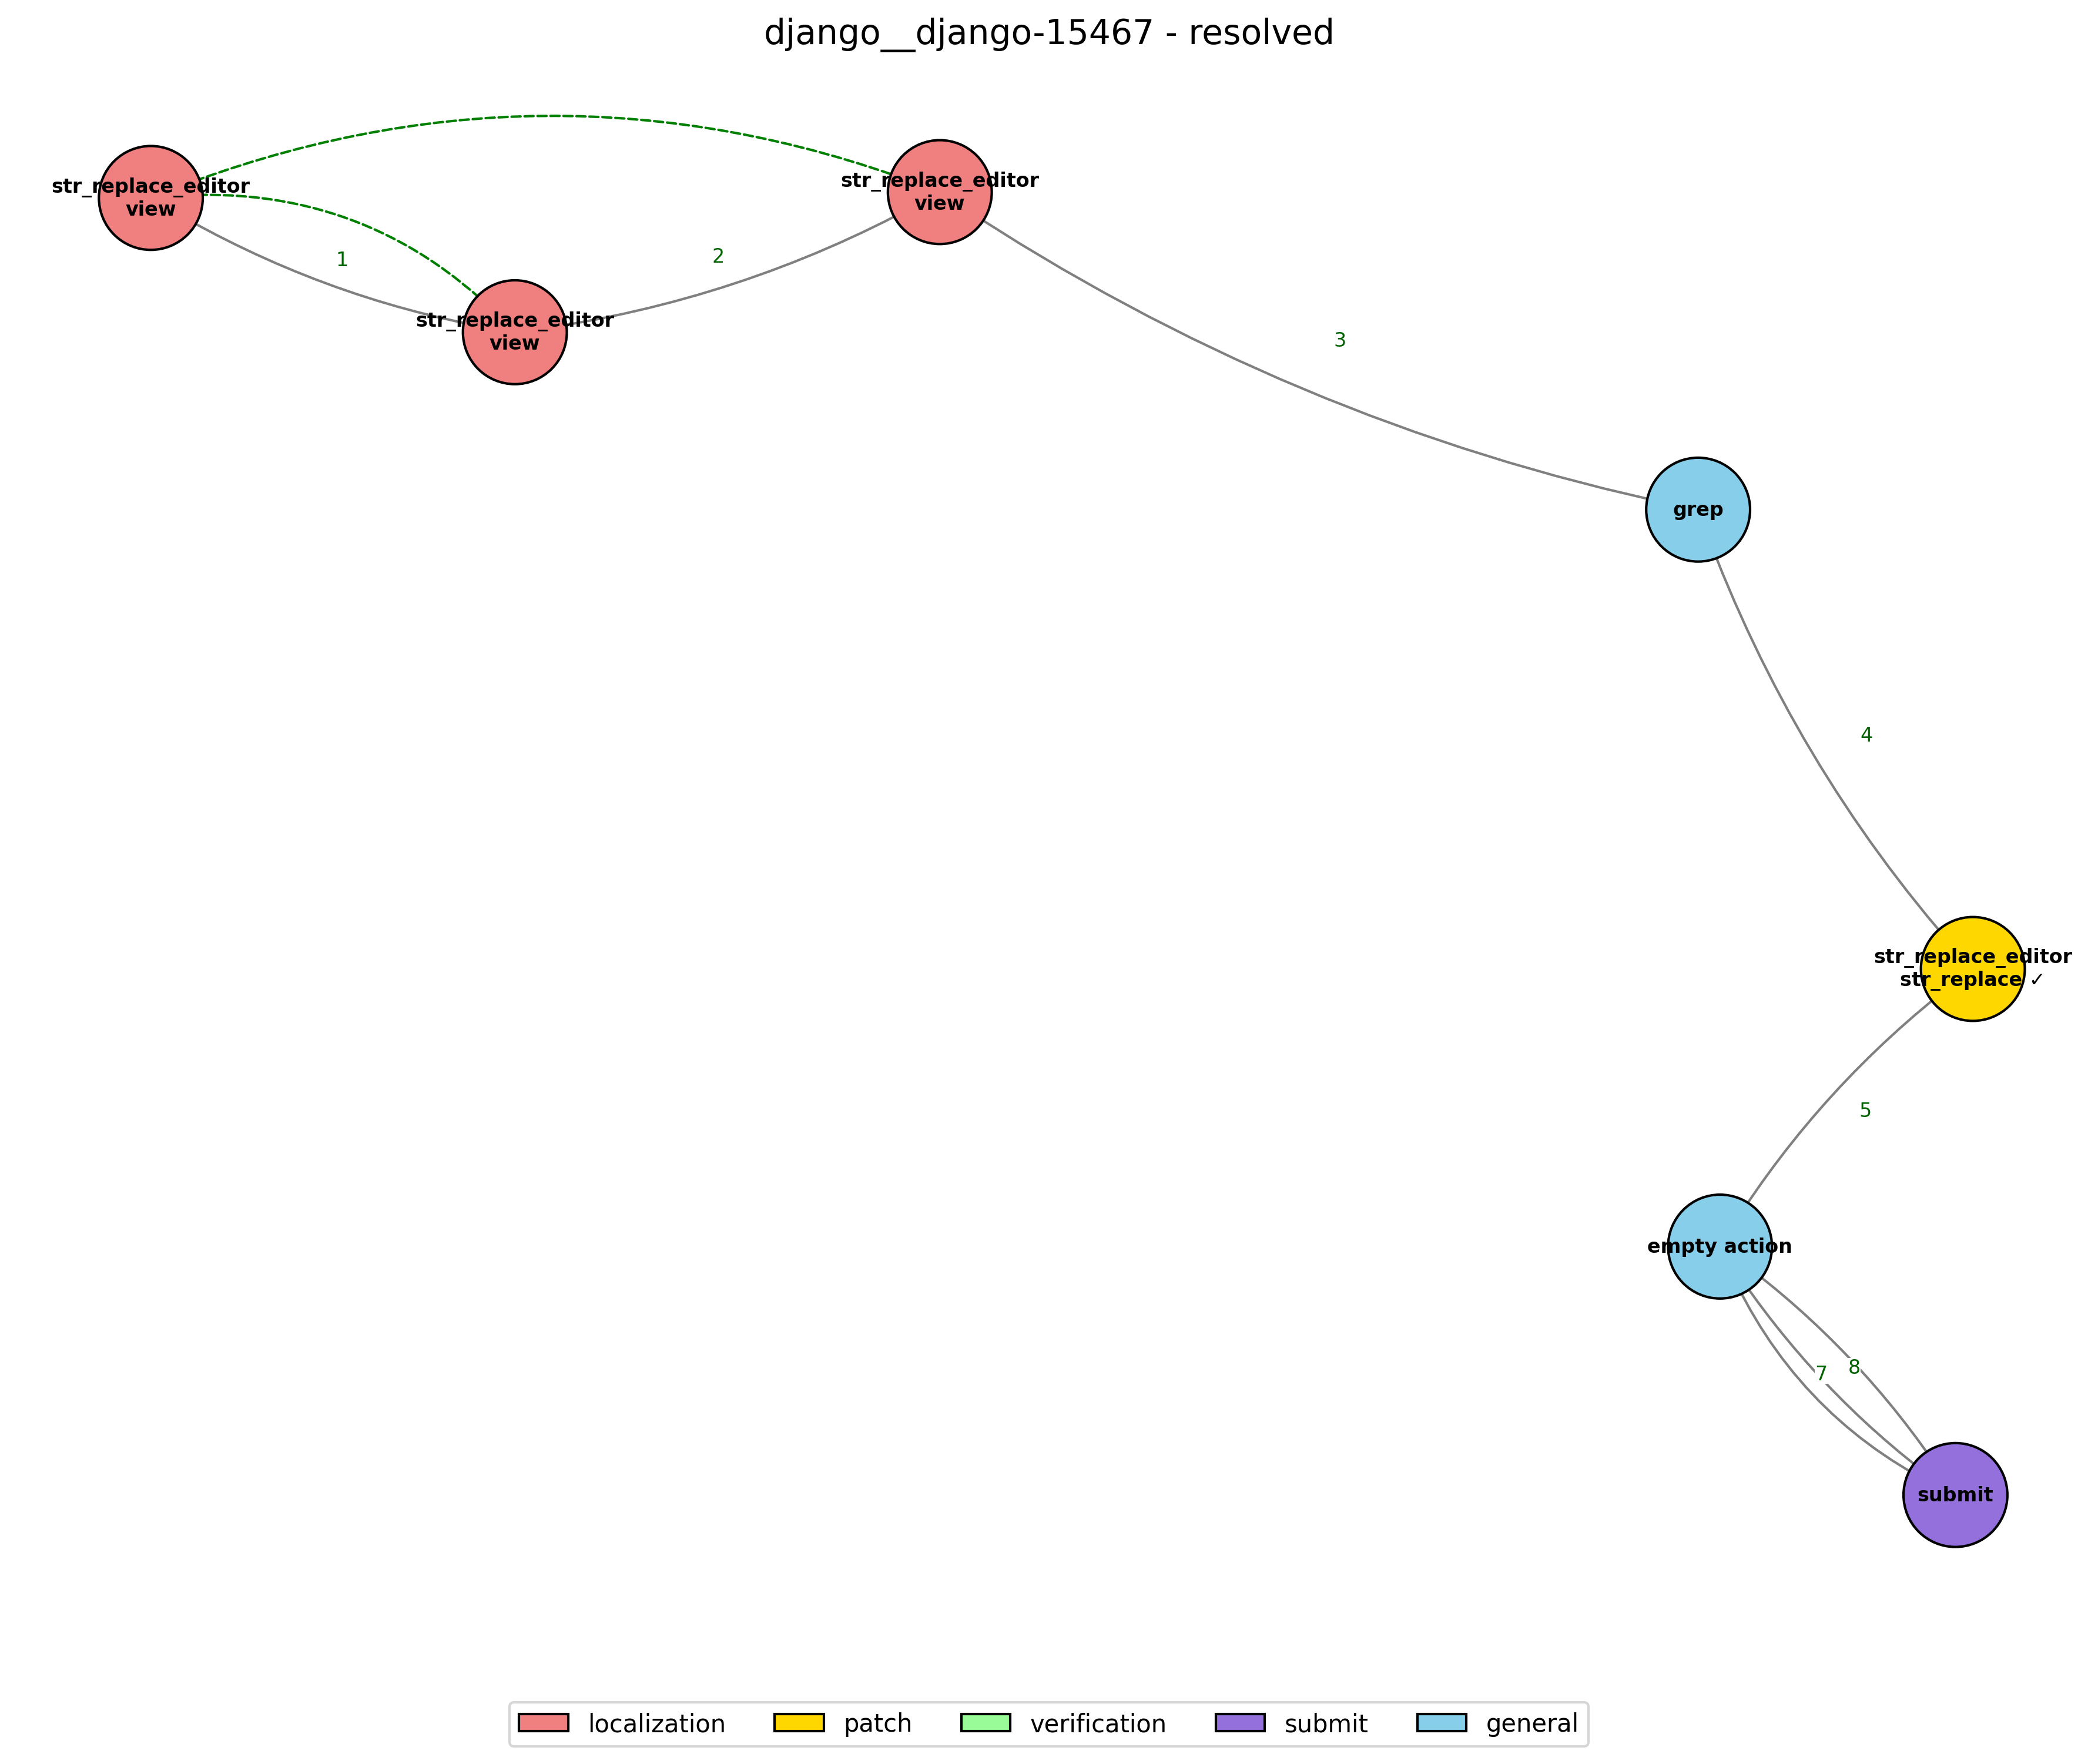 django__django-15467 - resolved
str_replace_editor
view
str_replace_editor
view
1
2
str_replace_editor
view
3
grep
4
str_replace_editor
str_replace ✓
5
empty action
7
8
submit
localization
patch
verification
submit
general